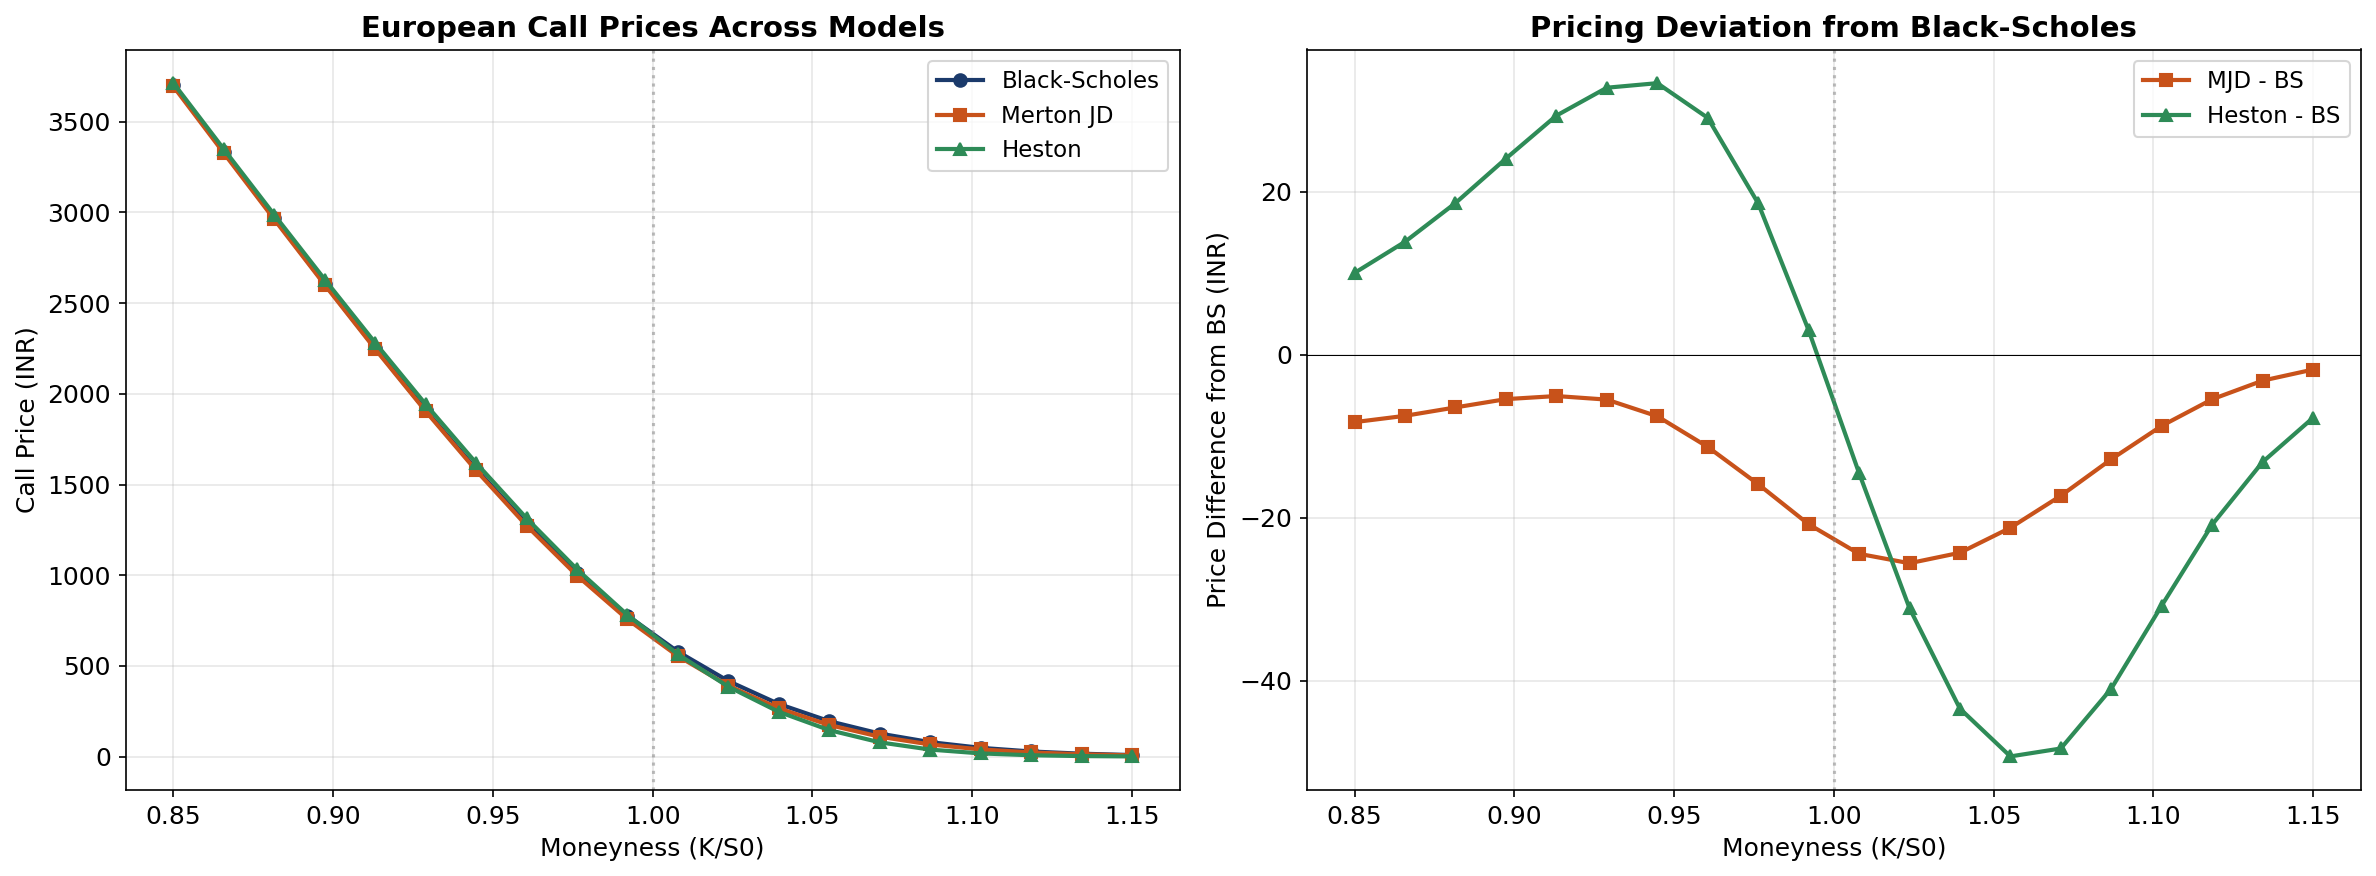 European Call Prices Across Models
Call Price (INR)
3500
3000
2500
2000
1500
1000
500
0
Black-Scholes
Merton JD
Heston
0.85 0.90 0.95 1.00 1.05 1.10 1.15
Moneyness (K/S0)
Pricing Deviation from Black-Scholes
Price Difference from BS (INR)
20
0
−20
−40
MJD - BS
Heston - BS
0.85 0.90 0.95 1.00 1.05 1.10 1.15
Moneyness (K/S0)